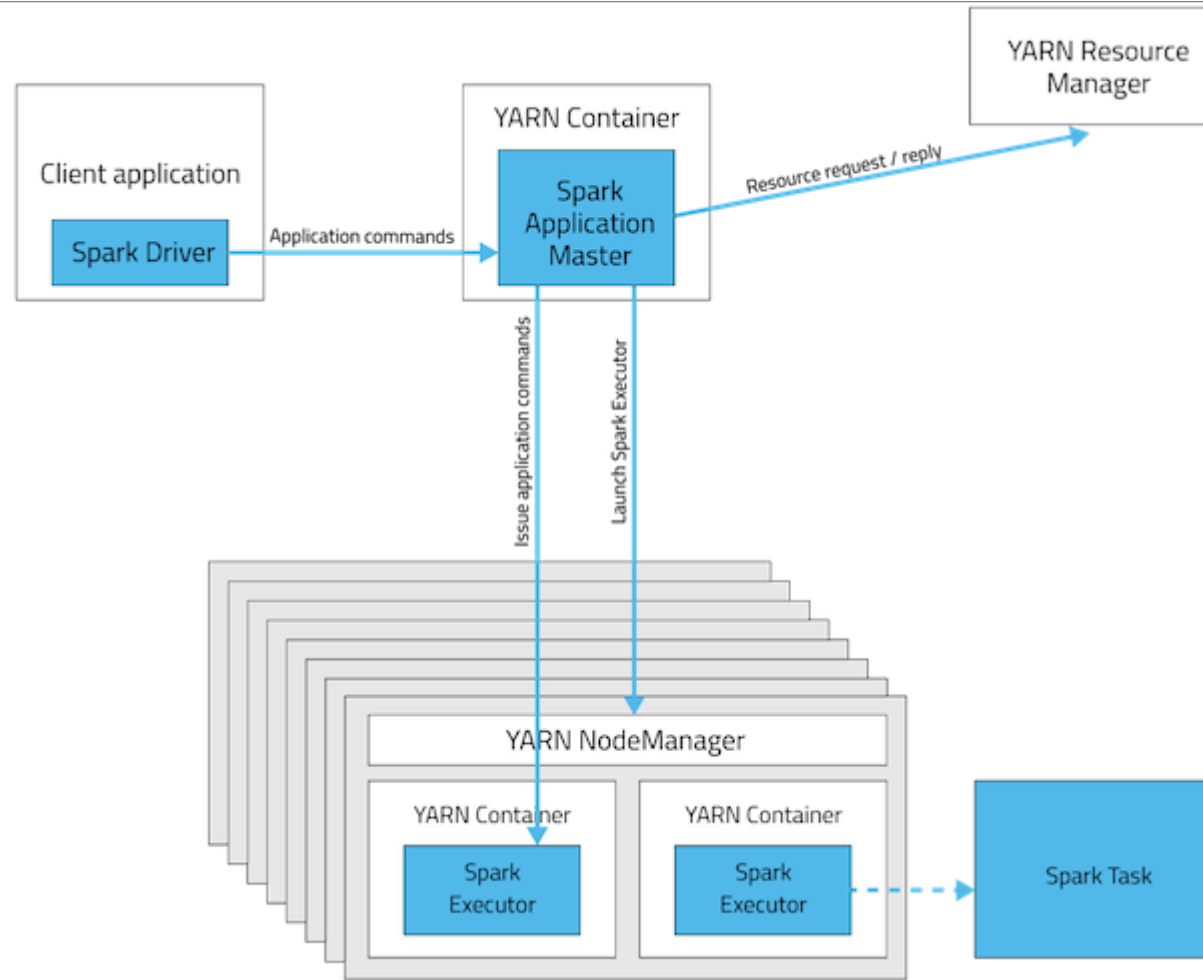 YARN Resource
Manager
YARN Container
Client application
Spark
Application
Master
Resource request / reply
Spark Driver
Application commands
Issue application commands
Launch Spark Executor
YARN NodeManager
YARN Container
YARN Container
Spark
Executor
Spark
Executor
Spark Task